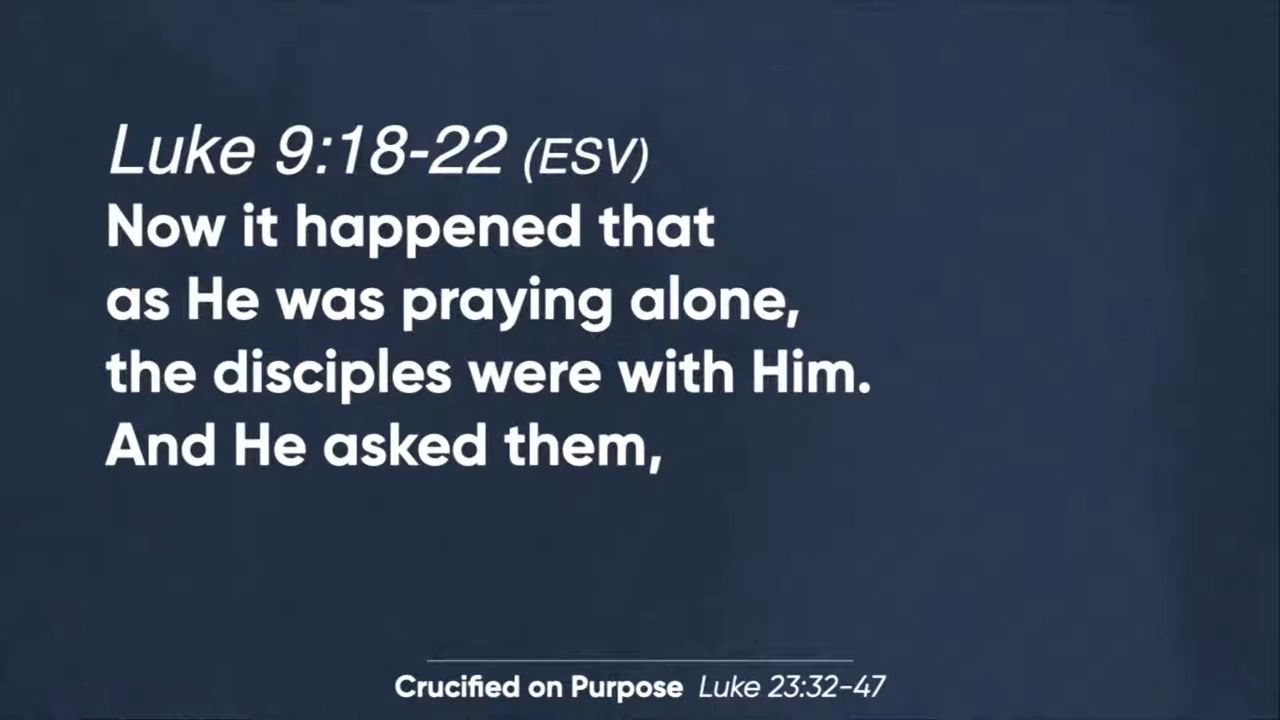 Luke 9:18-22 (ESV)
Now it happened that
as He was praying alone,
the disciples were with Him.
And He asked them,
Crucified on Purpose Luke 23:32-47